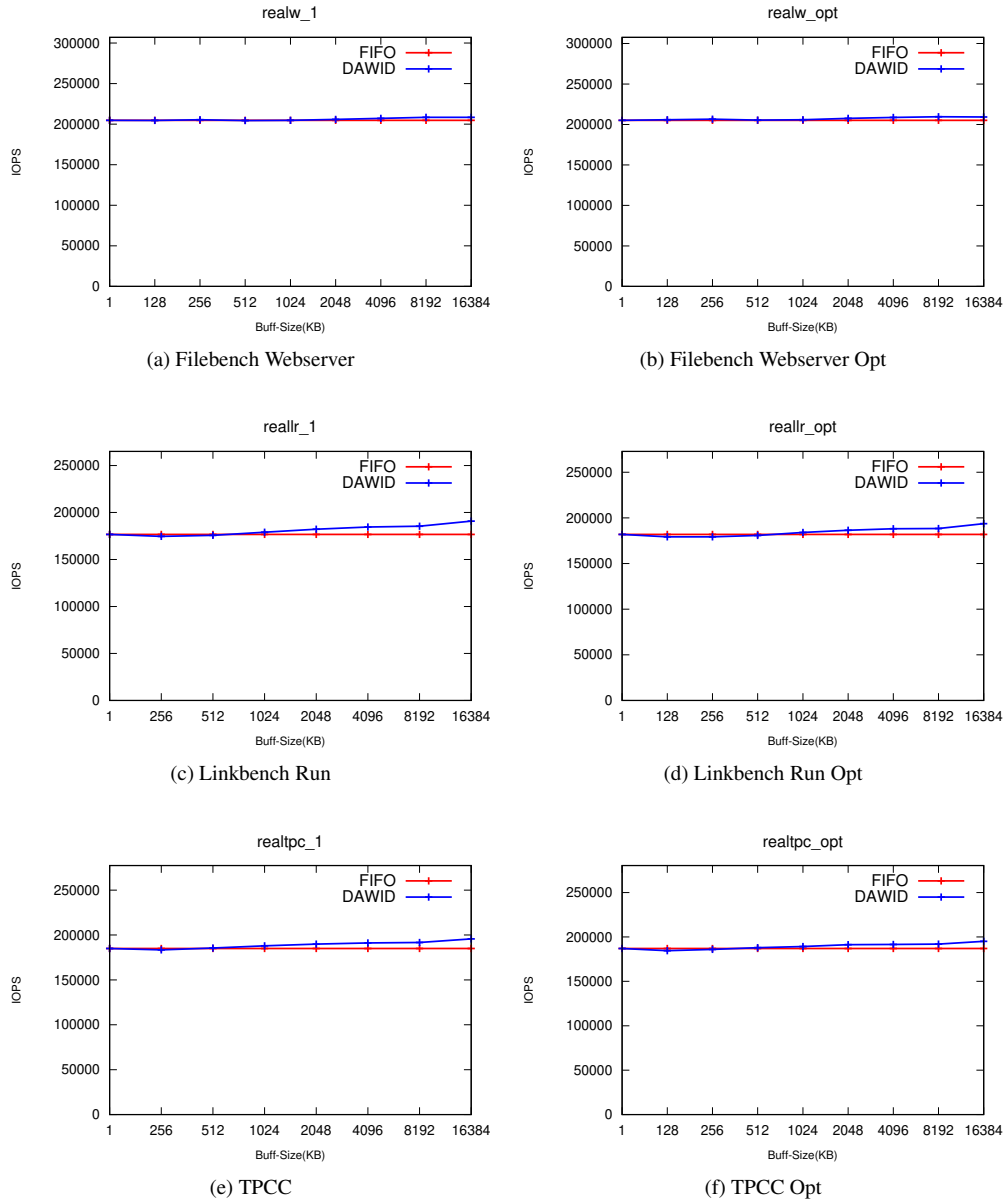 realw_1
300000
250000
200000
150000
100000
50000
0
IOPS
FIFO
DAWID
1 128 256 512 1024 2048 4096 8192 16384
Buff-Size(KB)
(a) Filebench Webserver
realw_opt
300000
250000
200000
150000
100000
50000
0
IOPS
FIFO
DAWID
1 128 256 512 1024 2048 4096 8192 16384
Buff-Size(KB)
(b) Filebench Webserver Opt
reallr_1
250000
200000
150000
100000
50000
0
IOPS
FIFO
DAWID
1 256 512 1024 2048 4096 8192 16384
Buff-Size(KB)
(c) Linkbench Run
reallr_opt
250000
200000
150000
100000
50000
0
IOPS
FIFO
DAWID
1 128 256 512 1024 2048 4096 8192 16384
Buff-Size(KB)
(d) Linkbench Run Opt
realtpc_1
250000
200000
150000
100000
50000
0
IOPS
FIFO
DAWID
1 256 512 1024 2048 4096 8192 16384
Buff-Size(KB)
(e) TPCC
realtpc_opt
250000
200000
150000
100000
50000
0
IOPS
FIFO
DAWID
1 128 256 512 1024 2048 4096 8192 16384
Buff-Size(KB)
(f) TPCC Opt